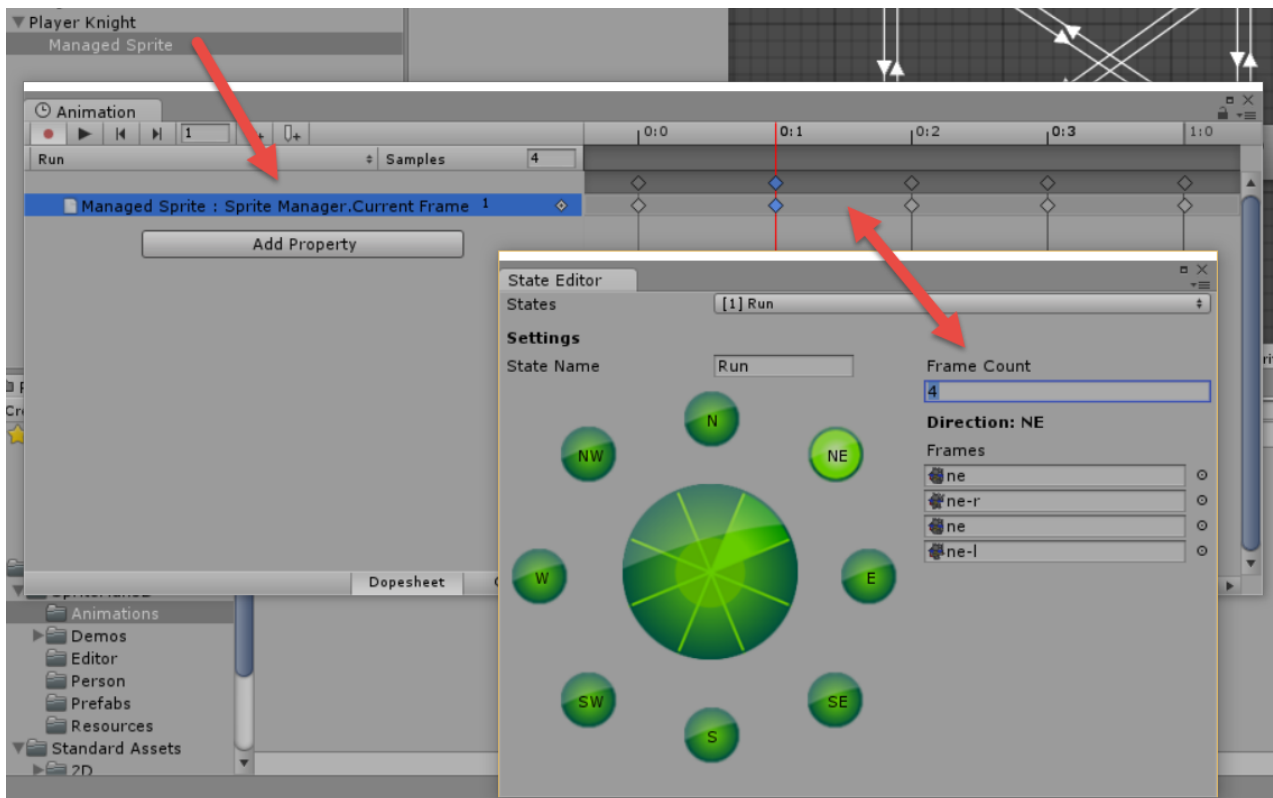 Player Knight
Managed Sprite
Animation
1
0:0 0:1 0:2 0:3 1:0
Run Samples 4
Managed Sprite : Sprite Manager.Current Frame 1
Add Property
Dopesheet
State Editor
States [1] Run
Settings
State Name Run Frame Count
4
Direction: NE
Frames
ne
ne-r
ne
ne-l
N
NW NE
W E
SW SE
S
Animations
Demos
Editor
Person
Prefabs
Resources
Standard Assets
2D